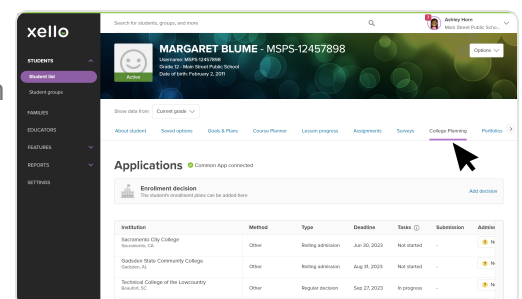 xello
Search for students, groups, and more
Ashley Horn
Main Street Public Scho...
STUDENTS
Student list
Student groups
FAMILIES
EDUCATORS
FEATURES
REPORTS
SETTINGS
MARGARET BLUME - MSPS-12457898
Username: MSPS-12457898
Grade 12 - Main Street Public School
Date of birth: February 2, 2011
Active
Options
Show data from
Current grade
About student
Saved options
Goals & Plans
Course Planner
Lesson progress
Assignments
Surveys
College Planning
Portfolios
Applications
Common App connected
Enrollment decision
The student's enrollment plans can be added here
Add decision
Institution Method Type Deadline Tasks Submission Admiss
Sacramento City College
Sacramento, CA
Other Rolling admission Jun 30, 2023 Not started -
Gadsden State Community College
Gadsden, AL
Other Rolling admission Aug 31, 2023 Not started -
Technical College of the Lowcountry
Beaufort, SC
Other Regular decision Sep 27, 2023 In progress -